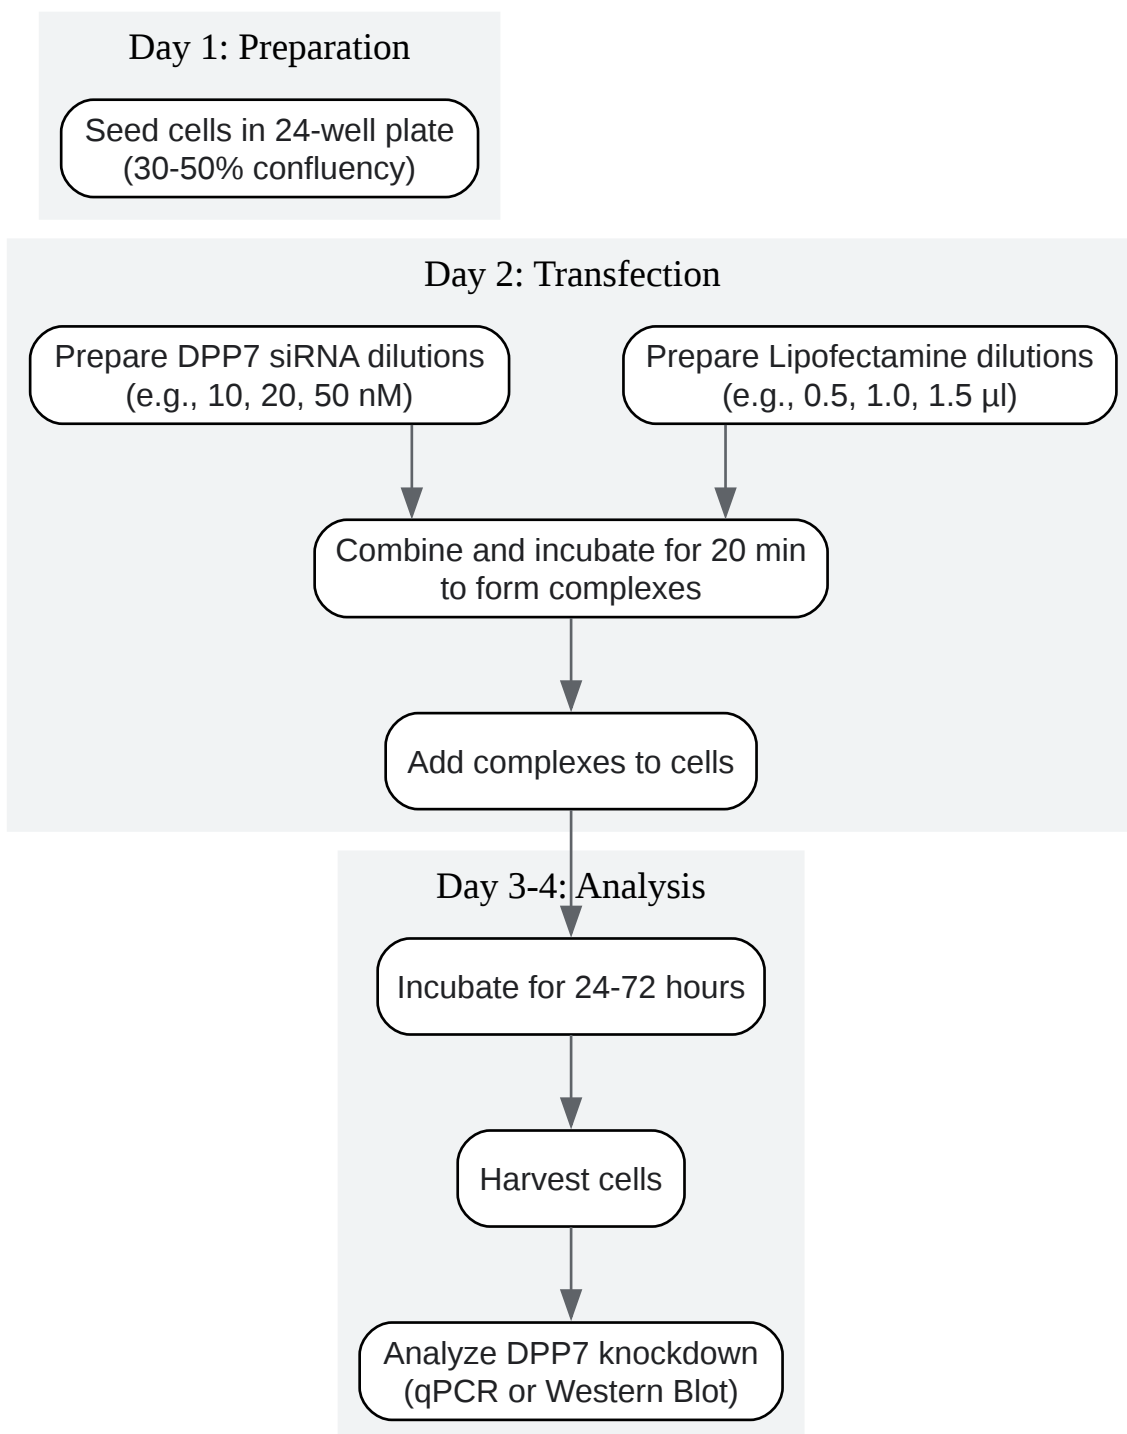 Day 1: Preparation
Seed cells in 24-well plate
(30-50% confluency)
Day 2: Transfection
Prepare DPP7 siRNA dilutions
(e.g., 10, 20, 50 nM)
Prepare Lipofectamine dilutions
(e.g., 0.5, 1.0, 1.5 µl)
Combine and incubate for 20 min
to form complexes
Add complexes to cells
Day 3-4: Analysis
Incubate for 24-72 hours
Harvest cells
Analyze DPP7 knockdown
(qPCR or Western Blot)